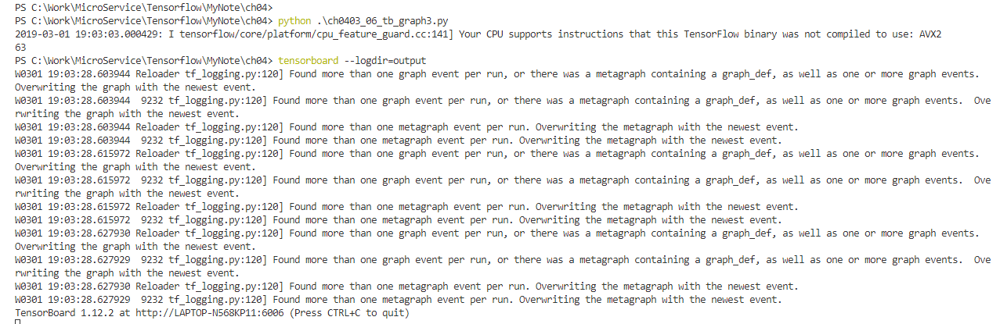 PS C:\Work\MicroService\Tensorflow\MyNote\ch04>
PS C:\Work\MicroService\Tensorflow\MyNote\ch04> python .\ch0403_06_tb_graph3.py
2019-03-01 19:03:03.000429: I tensorflow/core/platform/cpu_feature_guard.cc:141] Your CPU supports instructions that this TensorFlow binary was not compiled to use: AVX2
63
PS C:\Work\MicroService\Tensorflow\MyNote\ch04> tensorboard --logdir=output
W0301 19:03:28.603944 Reloader tf_logging.py:120] Found more than one graph event per run, or there was a metagraph containing a graph_def, as well as one or more graph events.
Overwriting the graph with the newest event.
W0301 19:03:28.603944  9232 tf_logging.py:120] Found more than one graph event per run, or there was a metagraph containing a graph_def, as well as one or more graph events.  Ove
rwriting the graph with the newest event.
W0301 19:03:28.603944 Reloader tf_logging.py:120] Found more than one metagraph event per run. Overwriting the metagraph with the newest event.
W0301 19:03:28.603944  9232 tf_logging.py:120] Found more than one metagraph event per run. Overwriting the metagraph with the newest event.
W0301 19:03:28.615972 Reloader tf_logging.py:120] Found more than one graph event per run, or there was a metagraph containing a graph_def, as well as one or more graph events.
Overwriting the graph with the newest event.
W0301 19:03:28.615972  9232 tf_logging.py:120] Found more than one graph event per run, or there was a metagraph containing a graph_def, as well as one or more graph events.  Ove
rwriting the graph with the newest event.
W0301 19:03:28.615972 Reloader tf_logging.py:120] Found more than one metagraph event per run. Overwriting the metagraph with the newest event.
W0301 19:03:28.615972  9232 tf_logging.py:120] Found more than one metagraph event per run. Overwriting the metagraph with the newest event.
W0301 19:03:28.627930 Reloader tf_logging.py:120] Found more than one graph event per run, or there was a metagraph containing a graph_def, as well as one or more graph events.
Overwriting the graph with the newest event.
W0301 19:03:28.627929  9232 tf_logging.py:120] Found more than one graph event per run, or there was a metagraph containing a graph_def, as well as one or more graph events.  Ove
rwriting the graph with the newest event.
W0301 19:03:28.627930 Reloader tf_logging.py:120] Found more than one metagraph event per run. Overwriting the metagraph with the newest event.
W0301 19:03:28.627929  9232 tf_logging.py:120] Found more than one metagraph event per run. Overwriting the metagraph with the newest event.
TensorBoard 1.12.2 at http://LAPTOP-N568KP11:6006 (Press CTRL+C to quit)